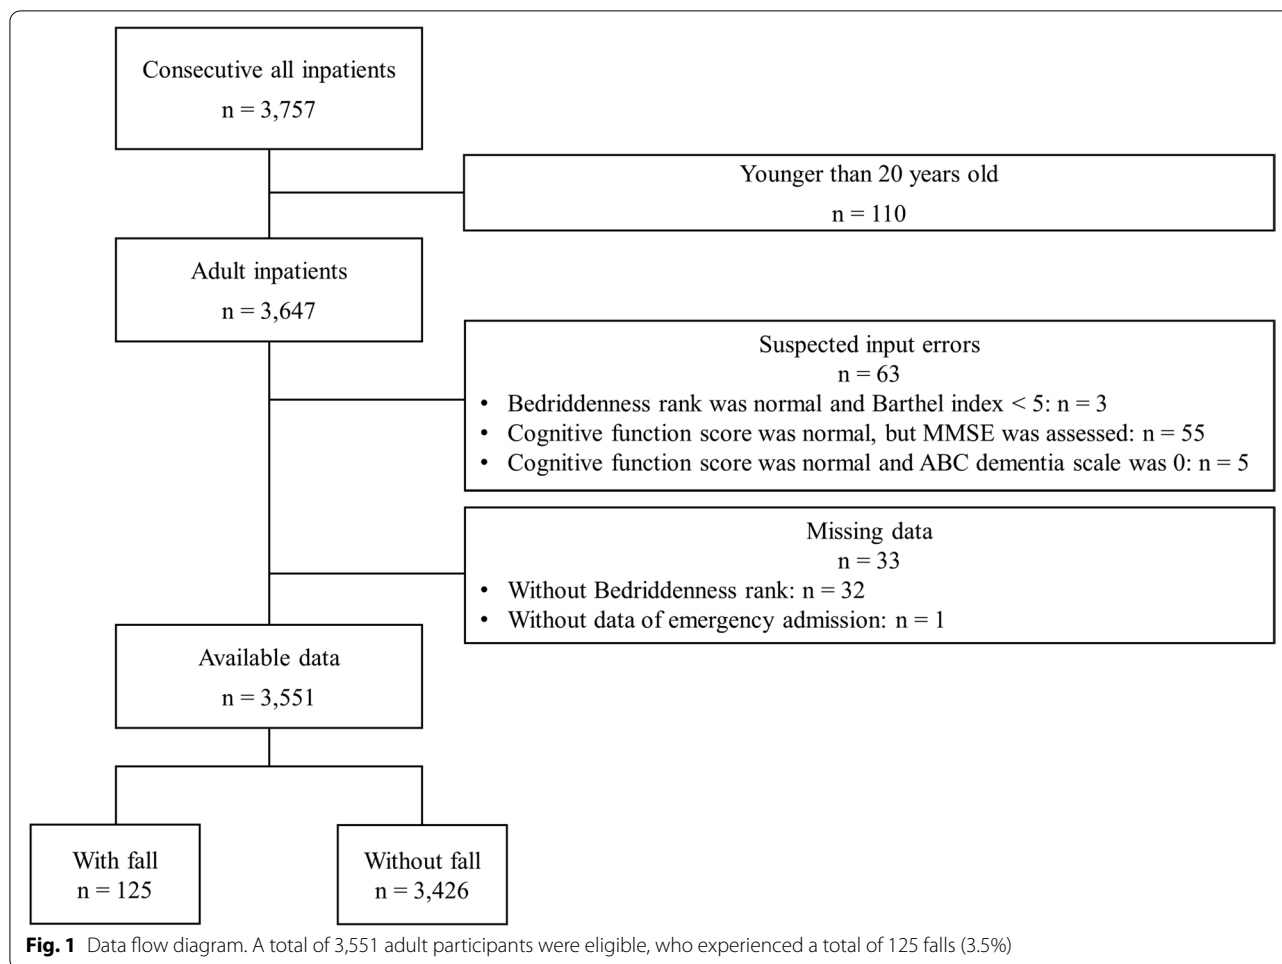 Consecutive all inpatients
n = 3,757
Younger than 20 years old
n = 110
Adult inpatients
n = 3,647
Suspected input errors
n = 63
• Bedriddenness rank was normal and Barthel index < 5: n = 3
• Cognitive function score was normal, but MMSE was assessed: n = 55
• Cognitive function score was normal and ABC dementia scale was 0: n = 5
Missing data
n = 33
• Without Bedriddenness rank: n = 32
• Without data of emergency admission: n = 1
Available data
n = 3,551
With fall
n = 125
Without fall
n = 3,426
Fig. 1 Data flow diagram. A total of 3,551 adult participants were eligible, who experienced a total of 125 falls (3.5%)